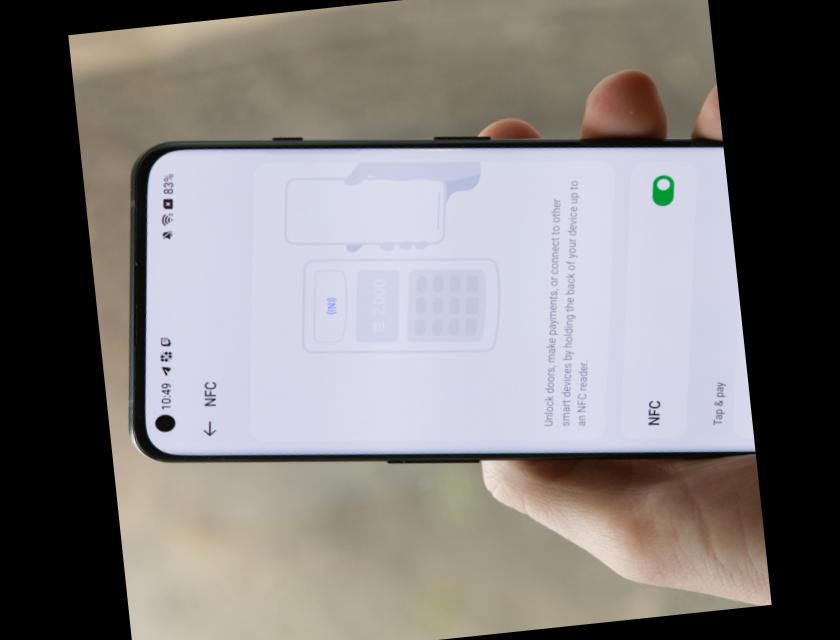 10:49 83%
← NFC
(N)
2,000
Unlock doors, make payments, or connect to other
smart devices by holding the back of your device up to
an NFC reader.
NFC
Tap & pay